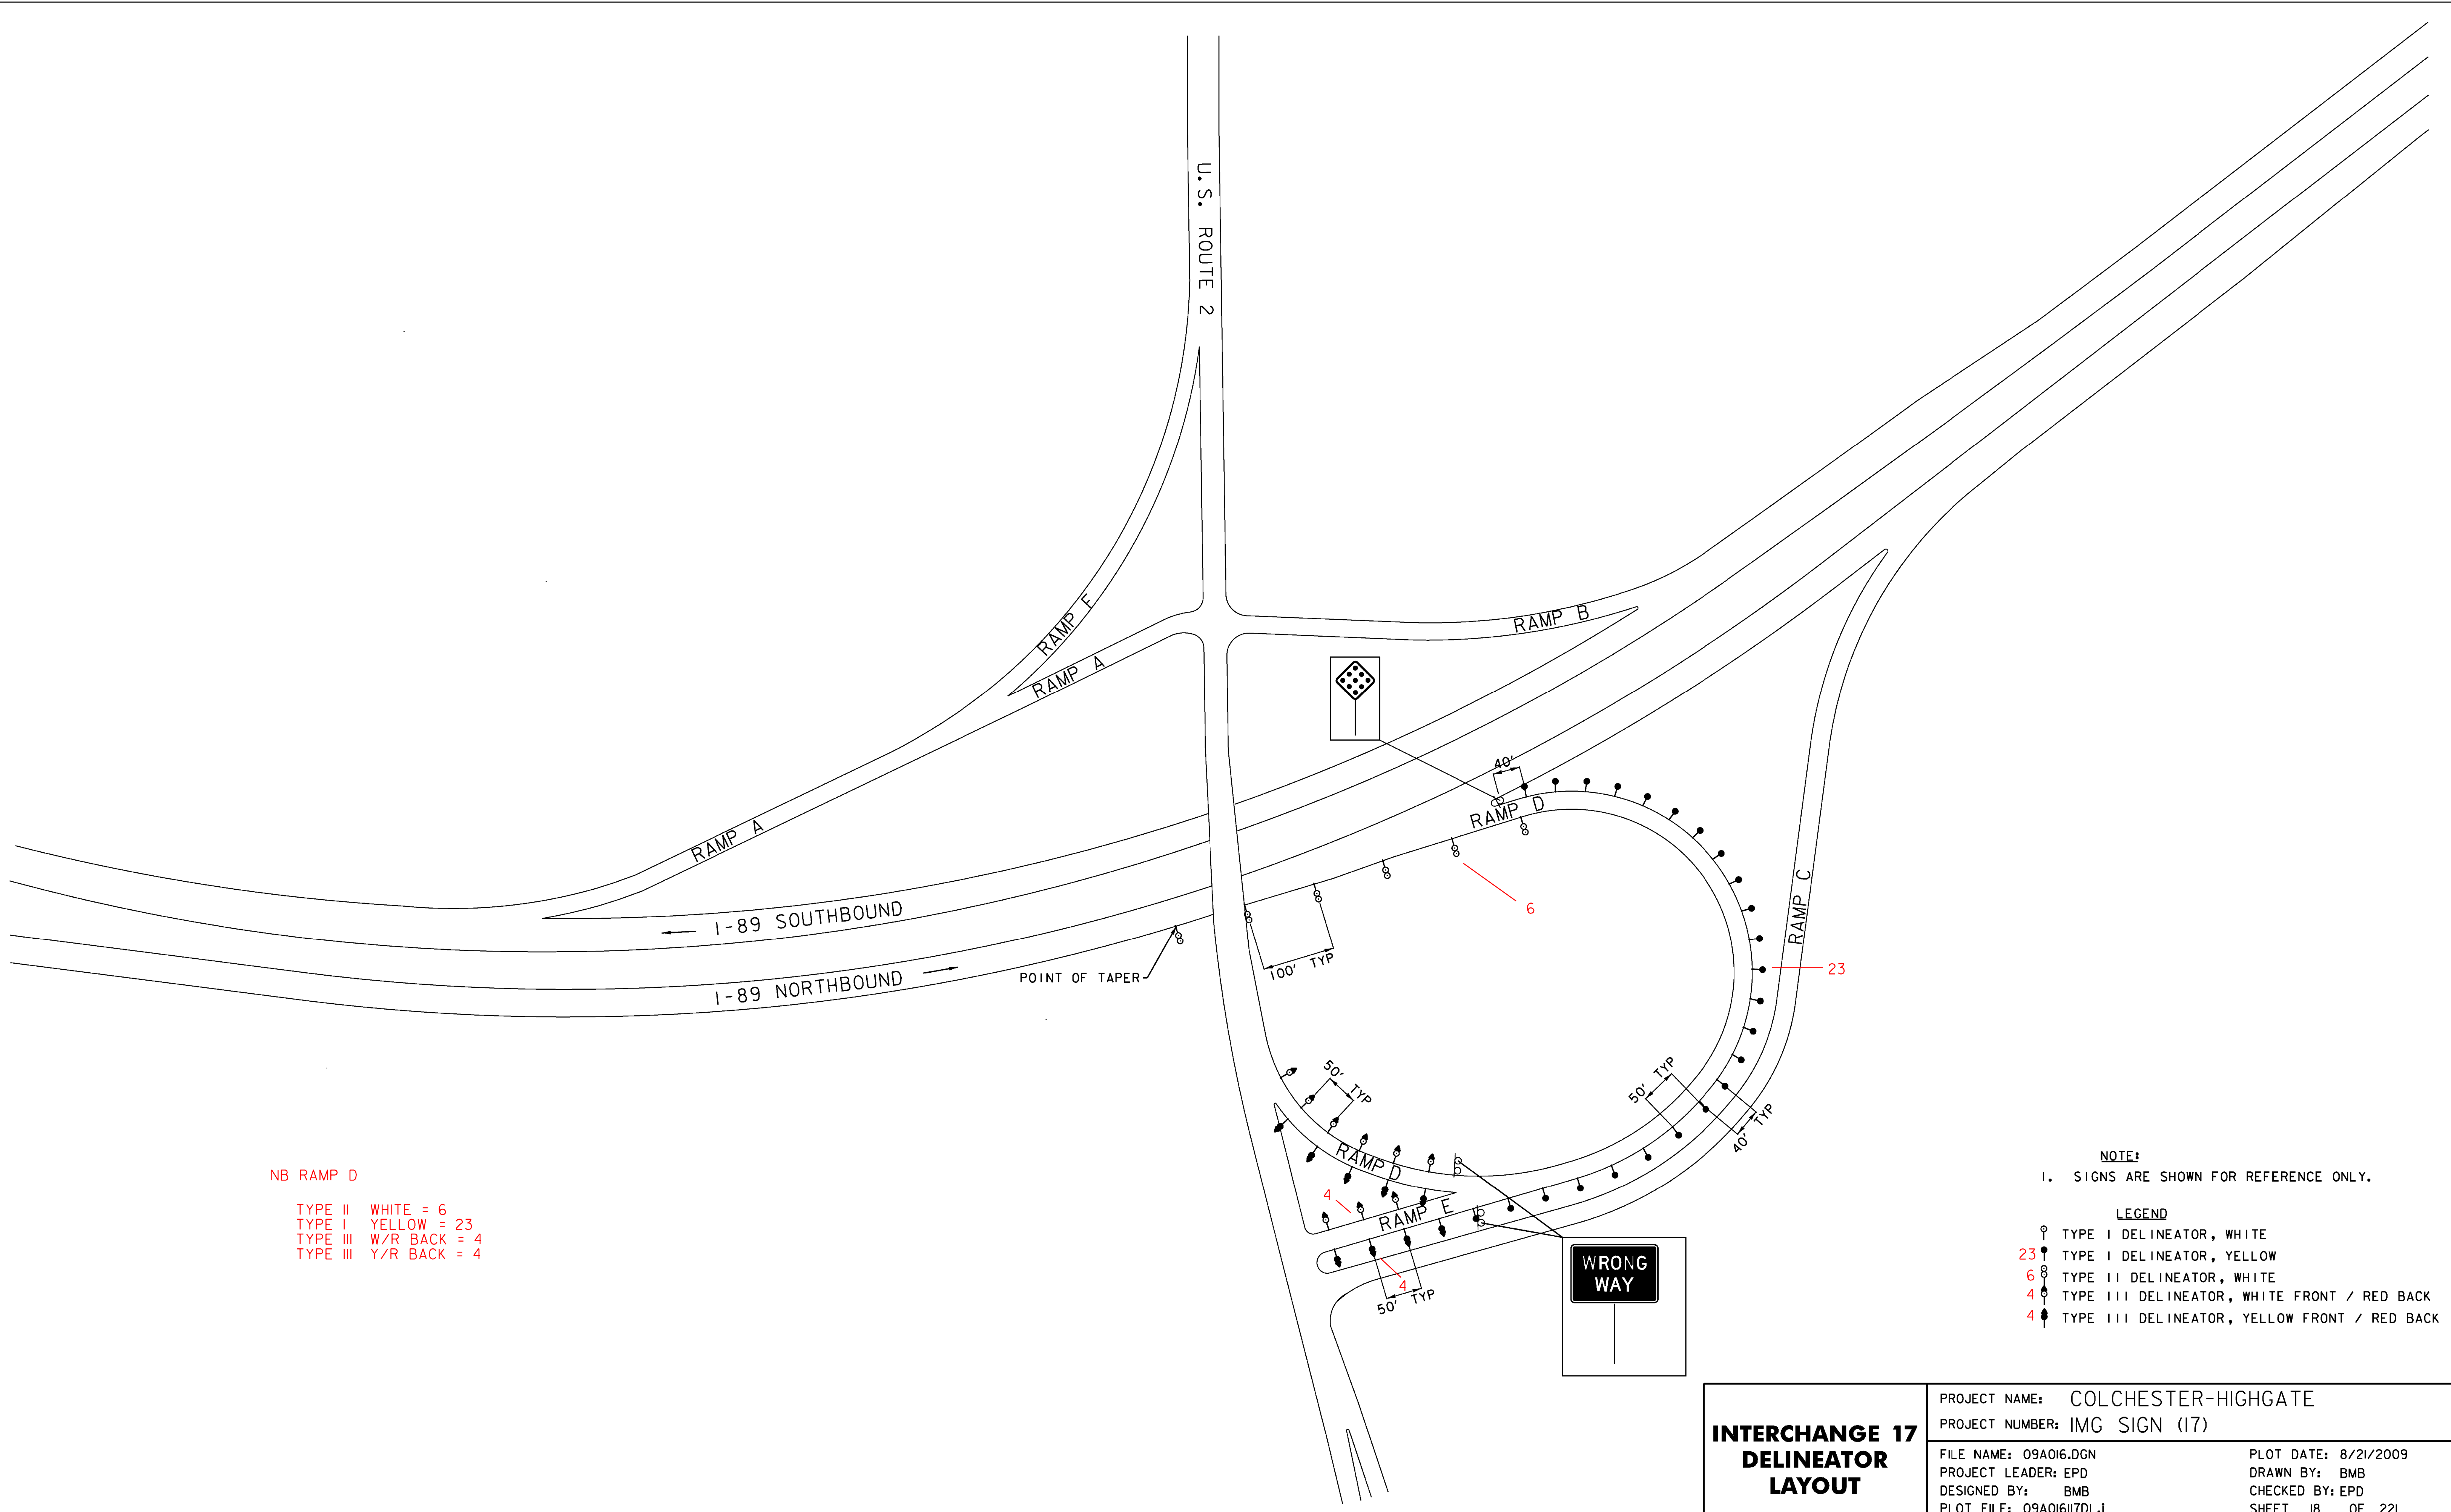 U.S. ROUTE 2
RAMP F
RAMP A
RAMP B
40'
RAMP D
RAMP A
RAMP C
6
I-89 SOUTHBOUND
23
100' TYP
POINT OF TAPER
I-89 NORTHBOUND
50' TYP
50' TYP
40' TYP
RAMP D
4
RAMP E
4
50' TYP
WRONG
WAY
NB RAMP D
TYPE II WHITE = 6
TYPE I YELLOW = 23
TYPE III W/R BACK = 4
TYPE III Y/R BACK = 4
NOTE:
1. SIGNS ARE SHOWN FOR REFERENCE ONLY.
LEGEND
TYPE I DELINEATOR, WHITE
23 TYPE I DELINEATOR, YELLOW
6 TYPE II DELINEATOR, WHITE
4 TYPE III DELINEATOR, WHITE FRONT / RED BACK
4 TYPE III DELINEATOR, YELLOW FRONT / RED BACK
INTERCHANGE 17
DELINEATOR
LAYOUT
PROJECT NAME: COLCHESTER-HIGHGATE
PROJECT NUMBER: IMG SIGN (17)
FILE NAME: 09A016.DGN PLOT DATE: 8/21/2009
PROJECT LEADER: EPD DRAWN BY: BMB
DESIGNED BY: BMB CHECKED BY: EPD
PLOT FILE: SHEET 18 OF 221